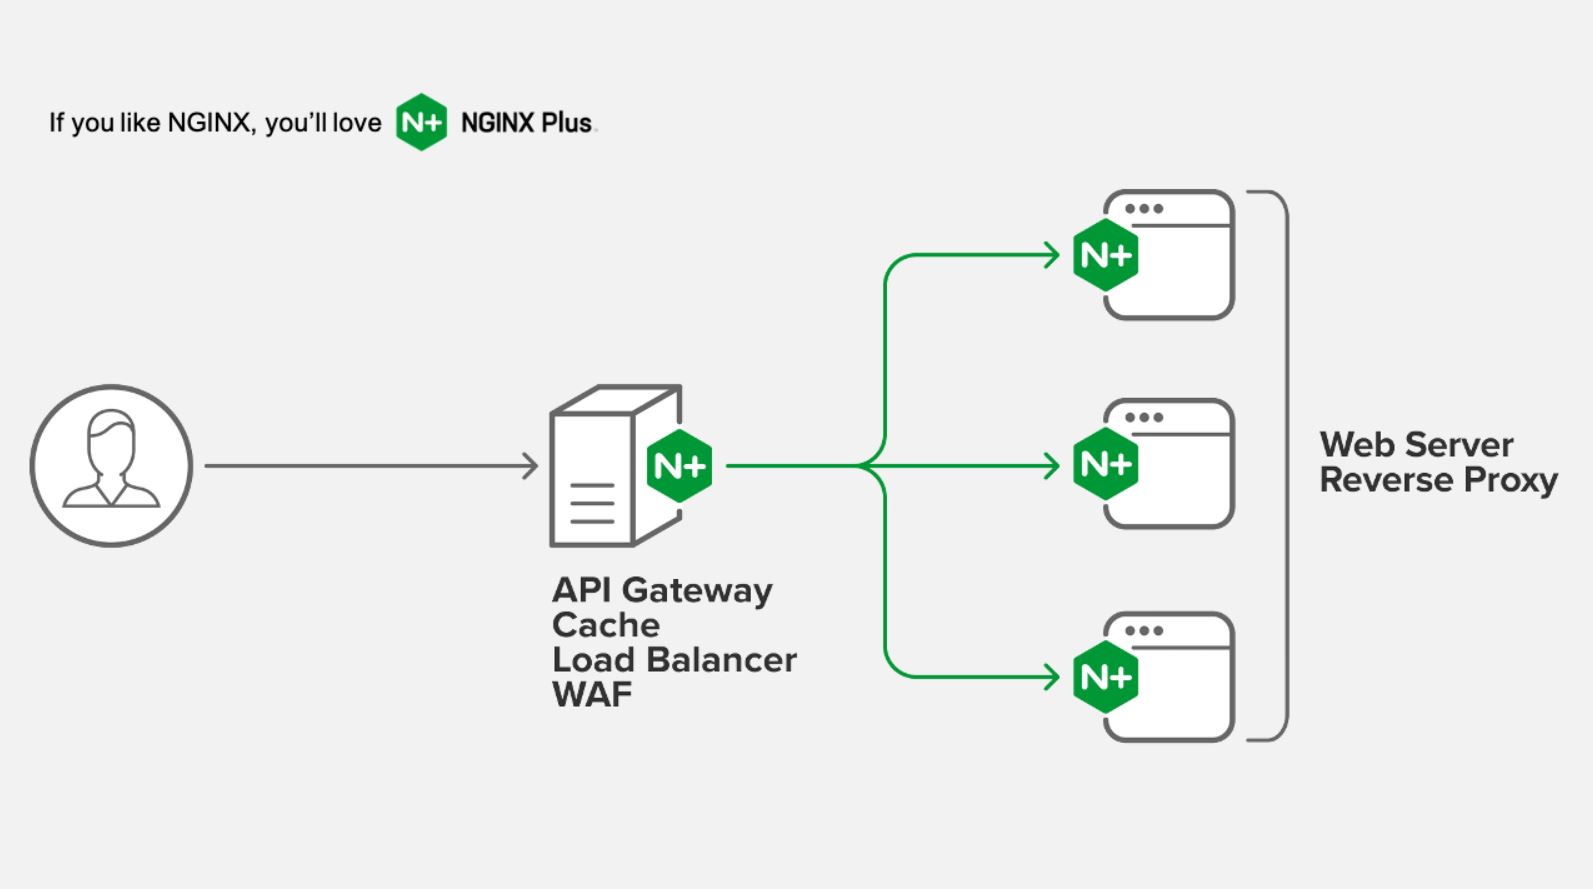 If you like NGINX, you'll love N+ NGINX Plus
N+
N+
Web Server
Reverse Proxy
N+
API Gateway
Cache
Load Balancer
WAF
N+